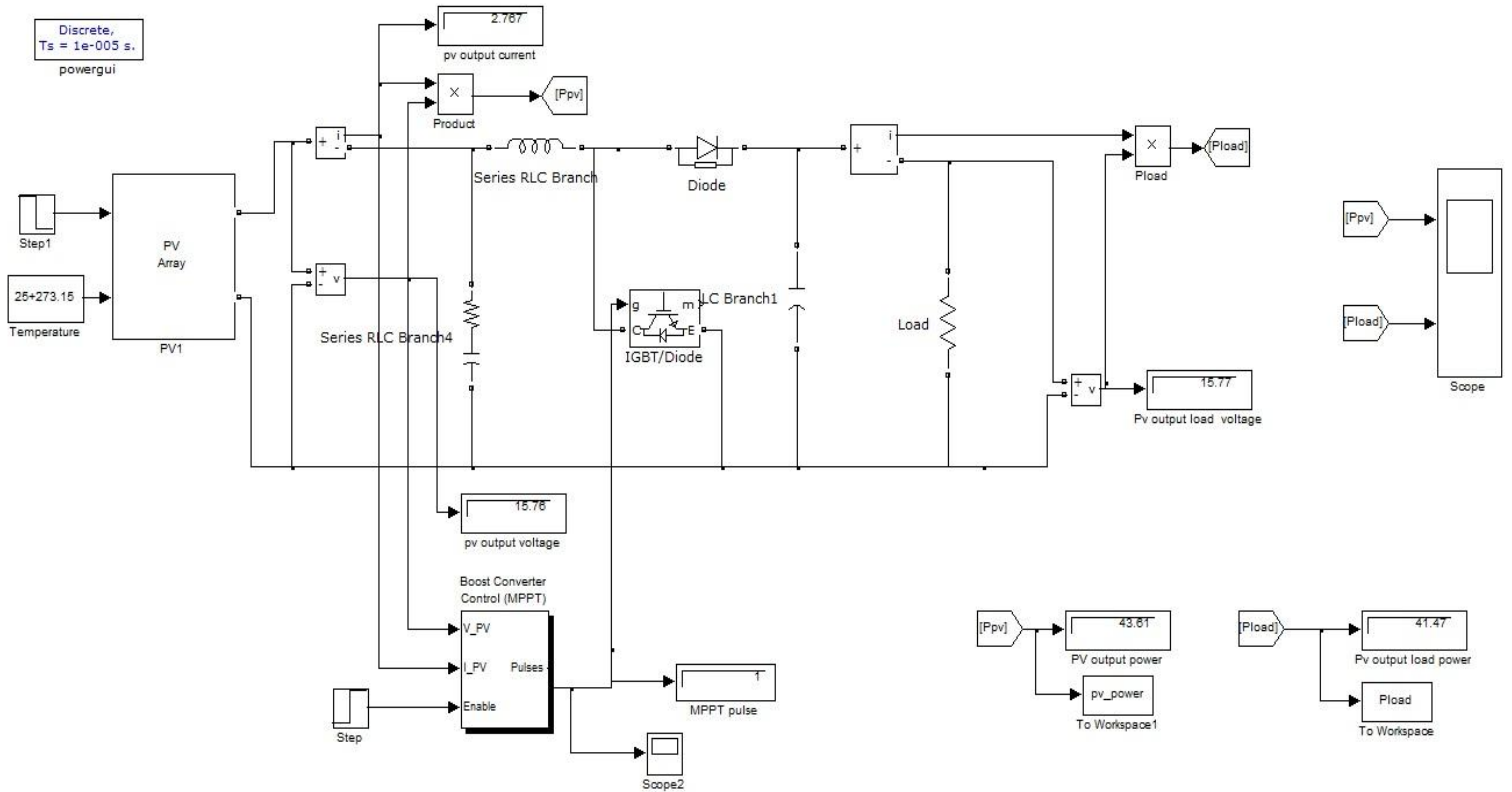 Discrete,
Ts = 1e-005 s.
powergui
2.767
pv output current
X
Product
[Ppv]
i
+
-
Series RLC Branch
Diode
+
i
-
X
Pload
[Pload]
Step1
PV
Array
PV1
25+273.15
Temperature
+
-
v
Series RLC Branch4
g
m
C
E
IGBT/Diode
LC Branch1
Load
+
-
v
15.77
Pv output load voltage
[Ppv]
[Pload]
Scope
15.76
pv output voltage
Boost Converter
Control (MPPT)
V_PV
I_PV
Pulses
Enable
Step
1
MPPT pulse
Scope2
[Ppv]
43.61
PV output power
pv_power
To Workspace1
[Pload]
41.47
Pv output load power
Pload
To Workspace